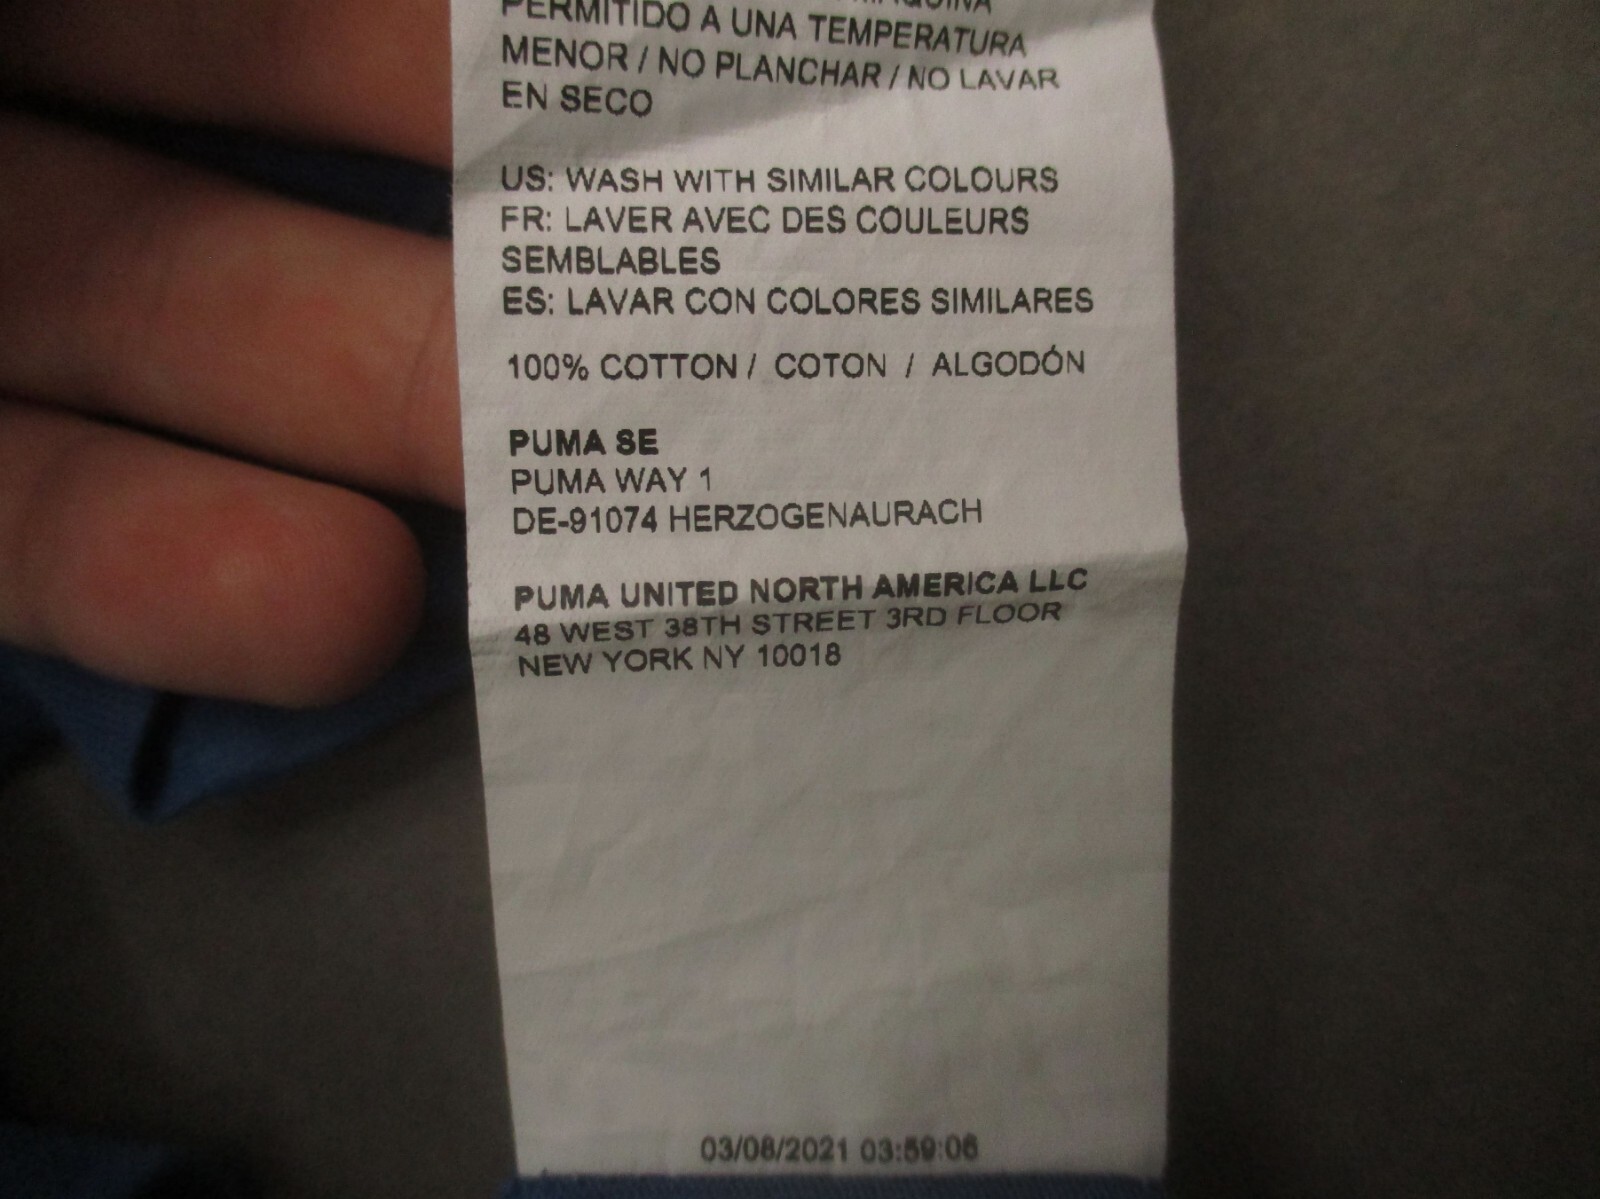 PERMITIDO A UNA TEMPERATURA
MENOR / NO PLANCHAR / NO LAVAR
EN SECO
US: WASH WITH SIMILAR COLOURS
FR: LAVER AVEC DES COULEURS
SEMBLABLES
ES: LAVAR CON COLORES SIMILARES
100% COTTON / COTON / ALGODÓN
PUMA SE
PUMA WAY 1
DE-91074 HERZOGENAURACH
PUMA UNITED NORTH AMERICA LLC
48 WEST 38TH STREET 3RD FLOOR
NEW YORK NY 10018
03/08/2021 03:59:06